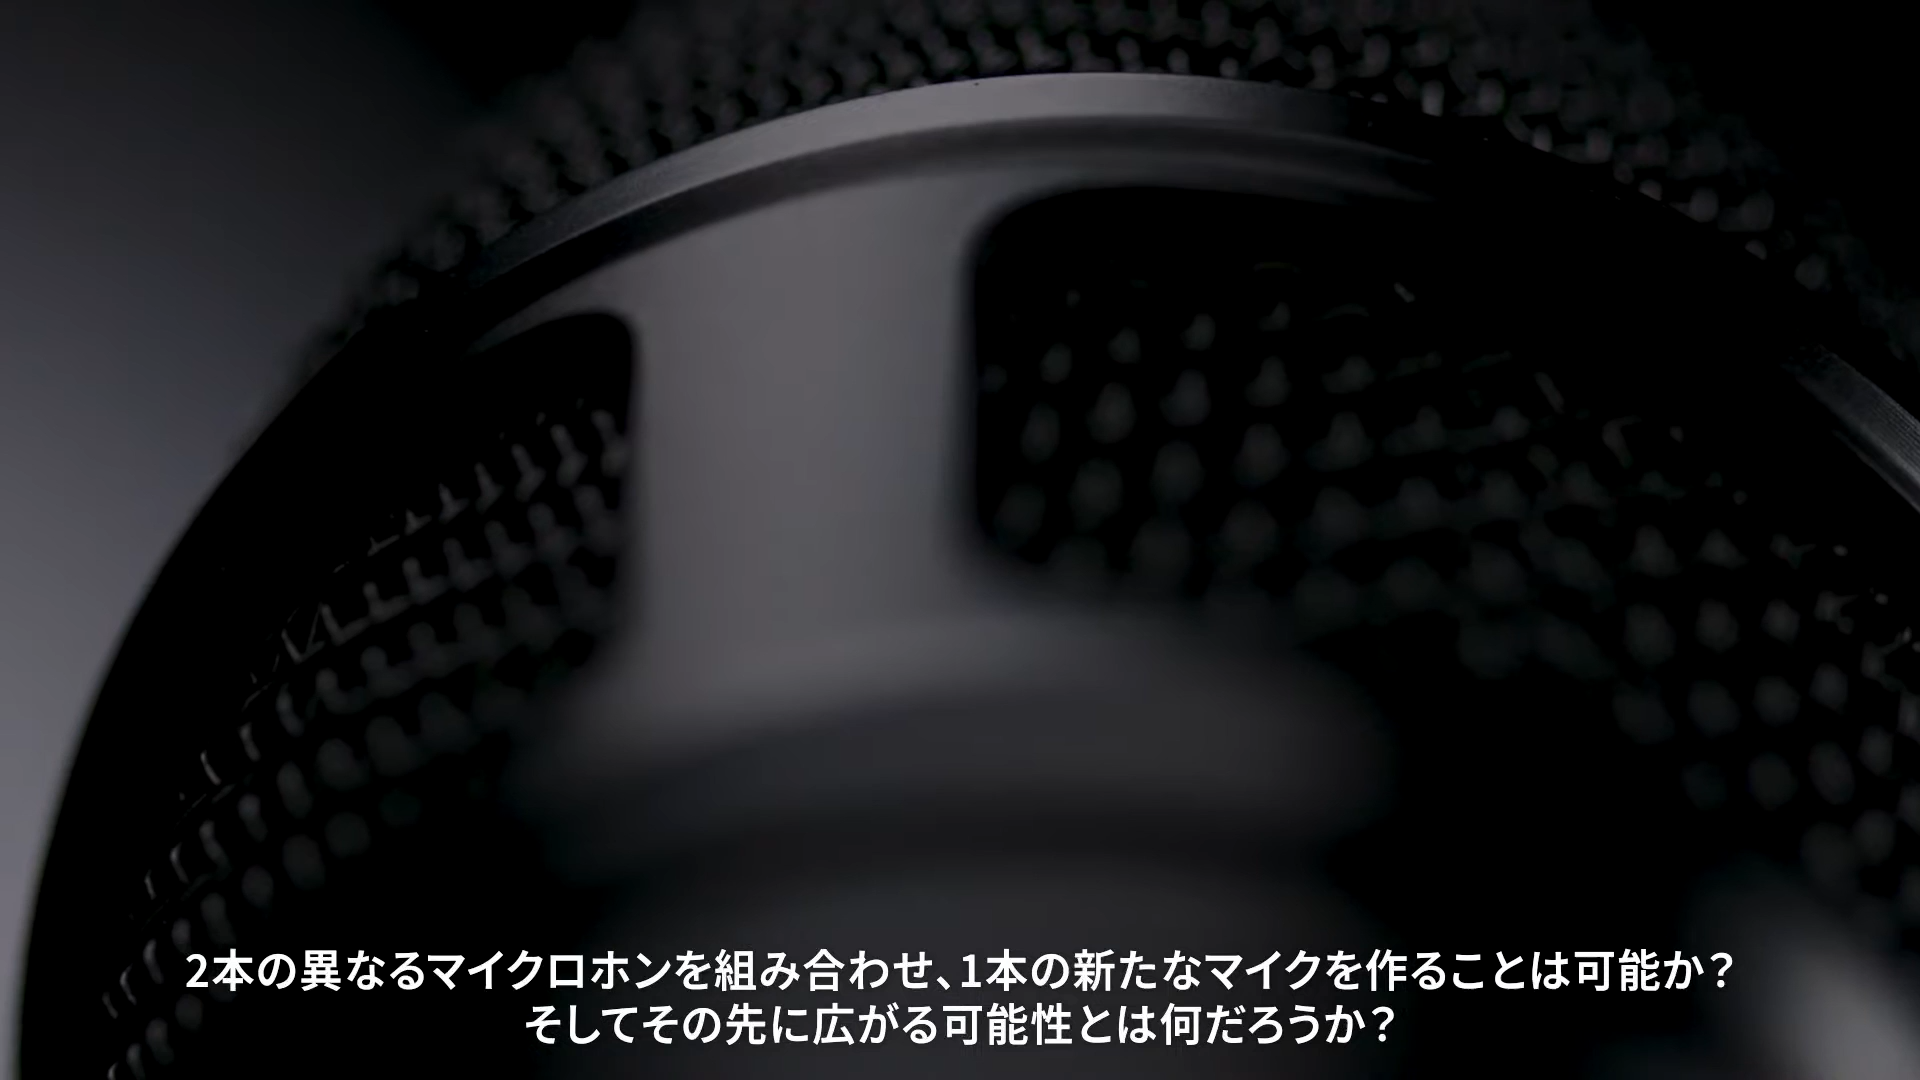 2本の異なるマイクロホンを組み合わせ、1本の新たなマイクを作ることは可能か？
そしてその先に広がる可能性とは何だろうか？